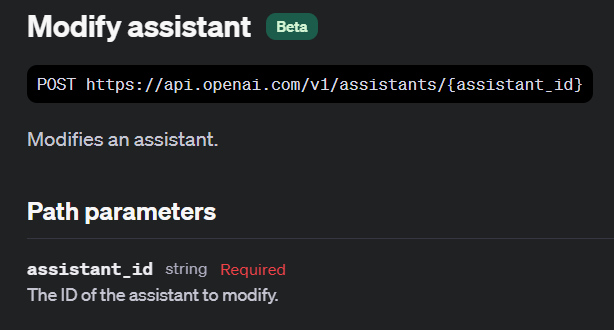 Modify assistant Beta
POST https://api.openai.com/v1/assistants/{assistant_id}
Modifies an assistant.
Path parameters
assistant_id string Required
The ID of the assistant to modify.